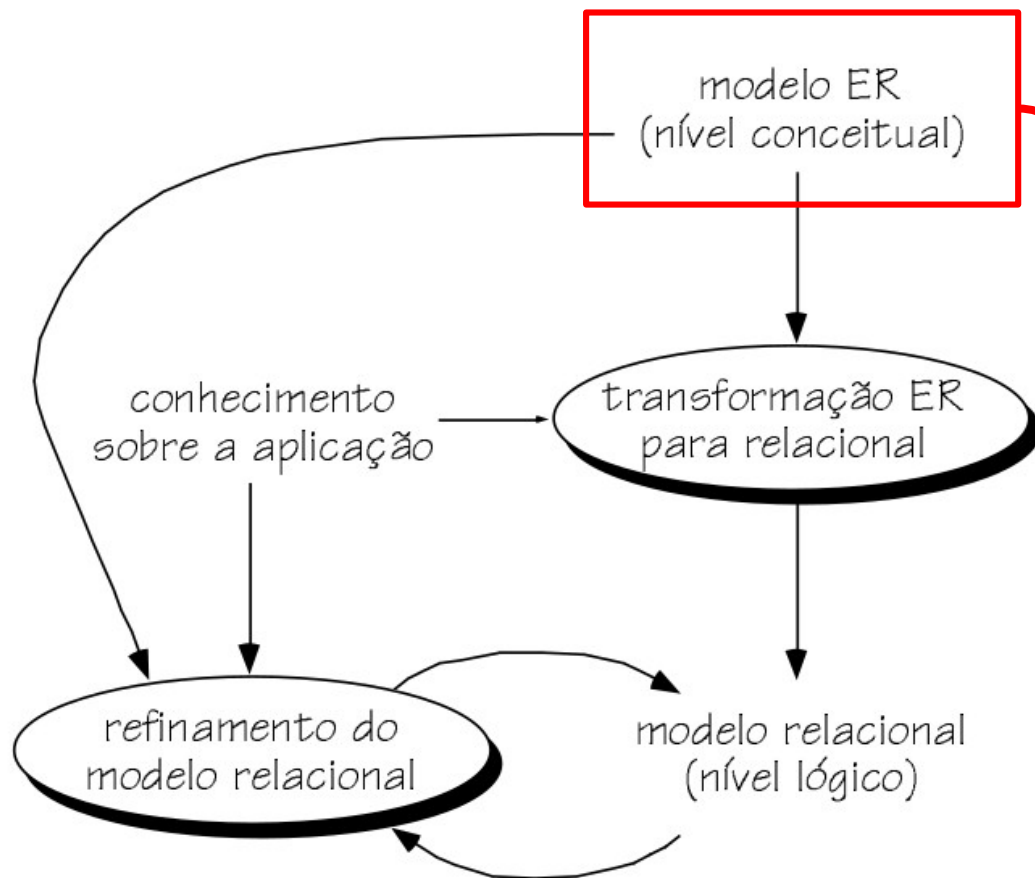 modelo ER
(nível conceitual)
conhecimento
sobre a aplicação
transformação ER
para relacional
refinamento do
modelo relacional
modelo relacional
(nível lógico)